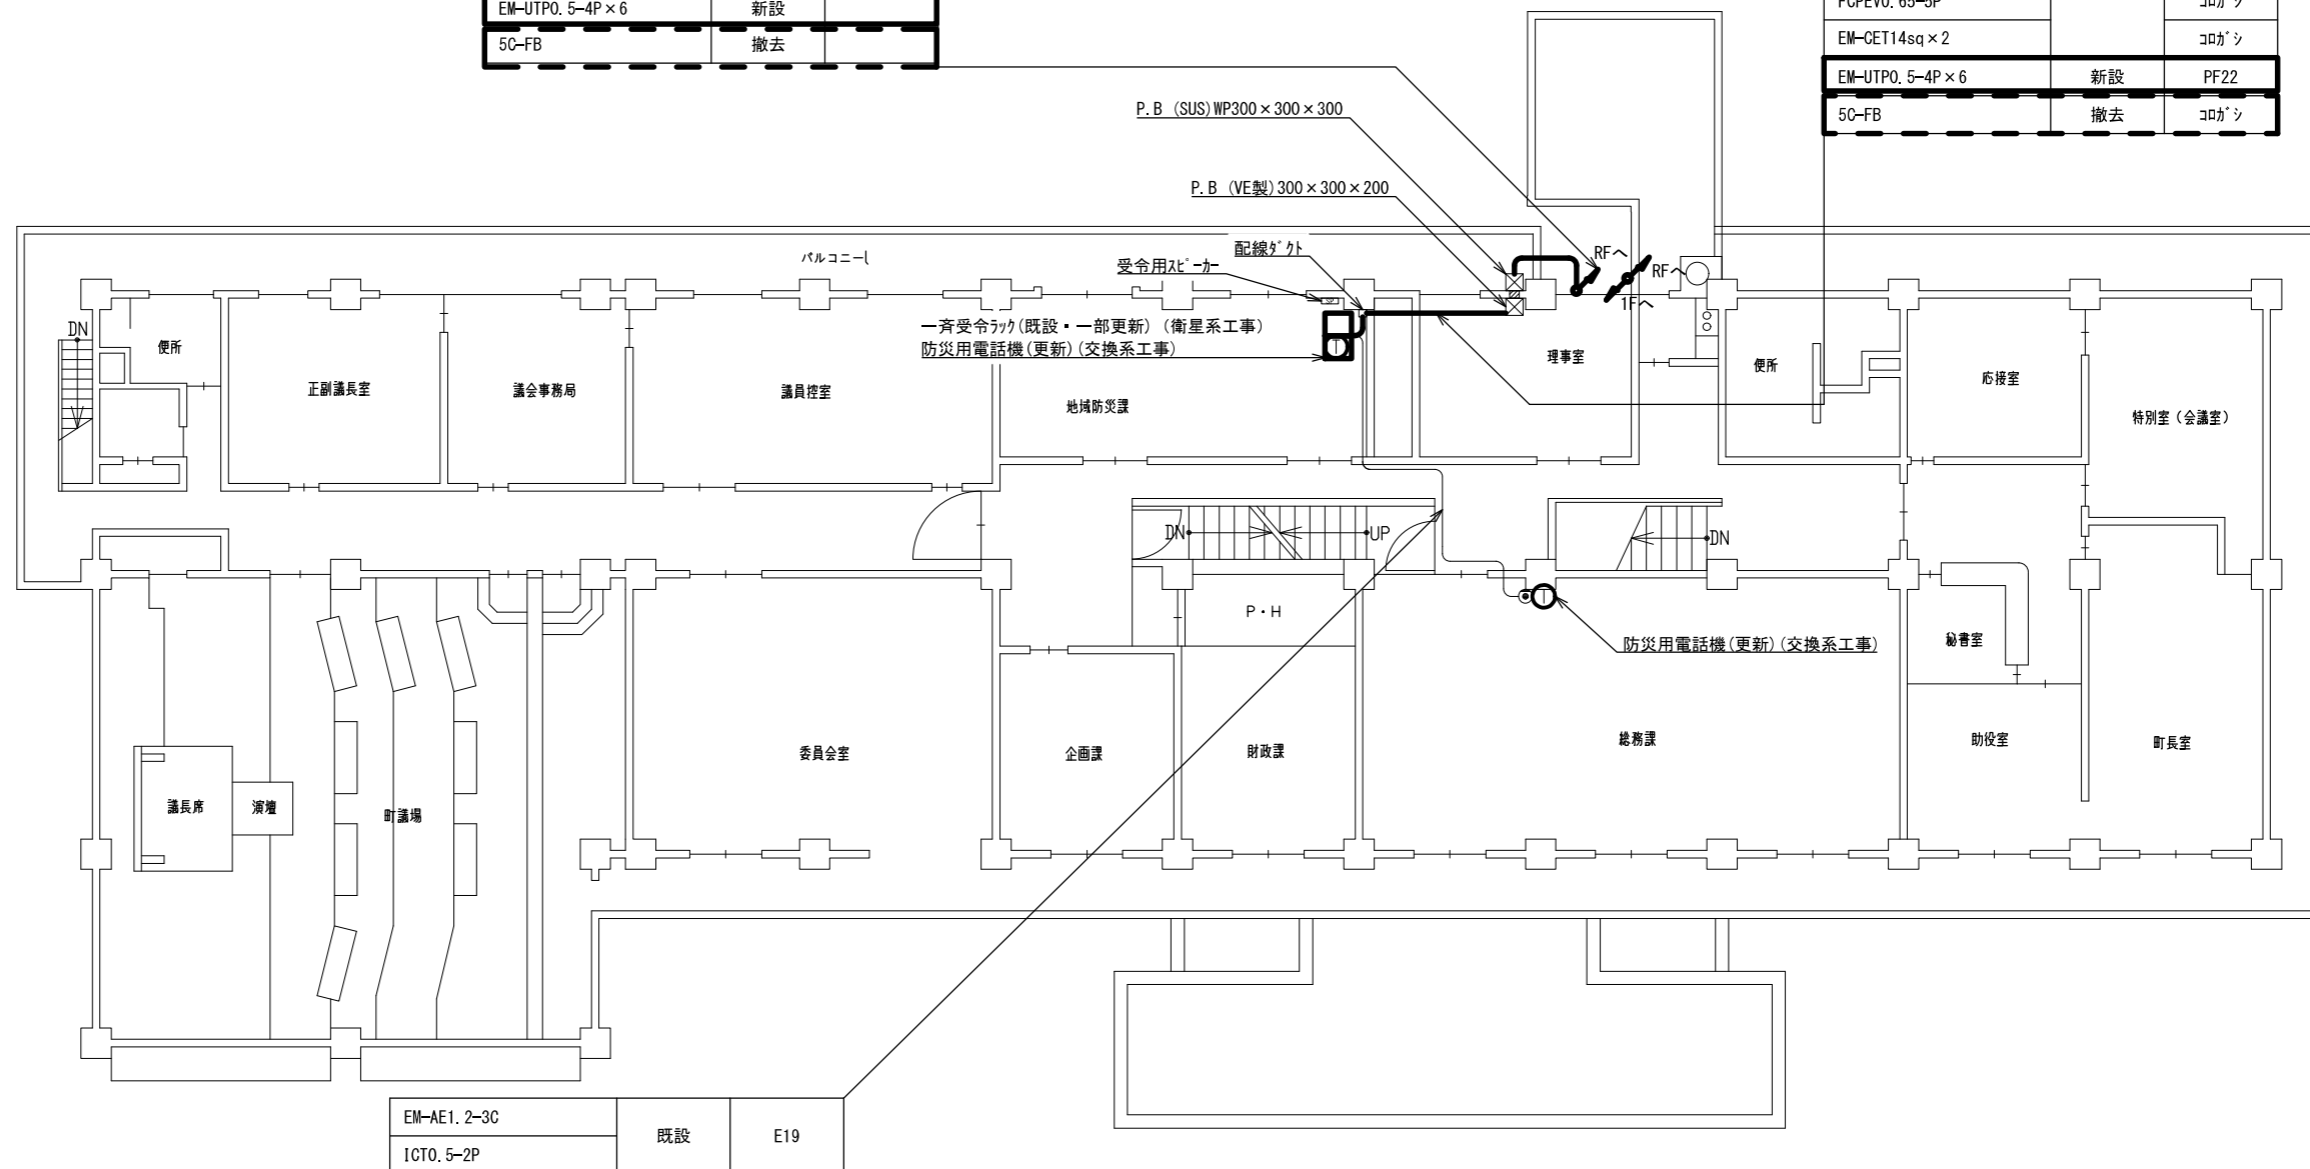 EM-UTP0.5-4P×6 新設
5C-FB 撤去
コロガシ
EM-CET14sq×2 コロガシ
EM-UTP0.5-4P×6 新設 PF22
5C-FB 撤去 コロガシ
P.B (SUS)WP300×300×300
P.B (VE製)300×300×200
配線ダクト
受令用スピーカー
バルコニー
RFへ
RFへ
1Fへ
一斉受令ラック(既設・一部更新)(衛星系工事)
防災用電話機(更新)(交換系工事)
DN
便所
正副議長室
議会事務局
議員控室
地域防災課
理事室
便所
応接室
特別室(会議室)
DN
UP
DN
P・H
防災用電話機(更新)(交換系工事)
秘書室
議長席
演壇
町議場
委員会室
企画課
財政課
総務課
助役室
町長室
EM-AE1.2-3C
既設 E19
ICT0.5-2P